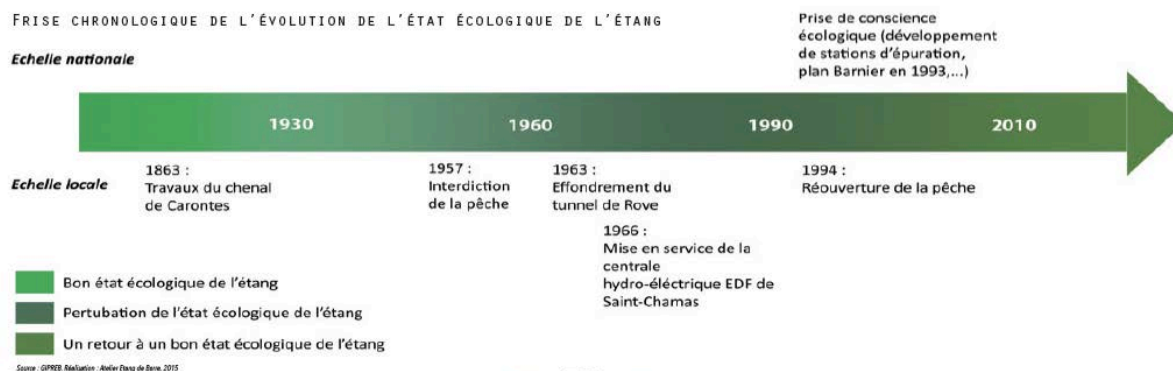 FRISE CHRONOLOGIQUE DE L'ÉVOLUTION DE L'ÉTAT ÉCOLOGIQUE DE L'ÉTANG
Prise de conscience
écologique (développement
de stations d'épuration,
plan Barnier en 1993,...)
Echelle nationale
1930 1960 1990 2010
Echelle locale
1863 :
Travaux du chenal
de Carontes
1957 :
Interdiction
de la pêche
1963 :
Effondrement du
tunnel de Rove
1966 :
Mise en service de la
centrale
hydro-éléctrique EDF de
Saint-Chamas
1994 :
Réouverture de la pêche
Bon état écologique de l'étang
Pertubation de l'état écologique de l'étang
Un retour à un bon état écologique de l'étang
Source : GIPREB, Réalisation : Atelier Etang de Berre, 2015